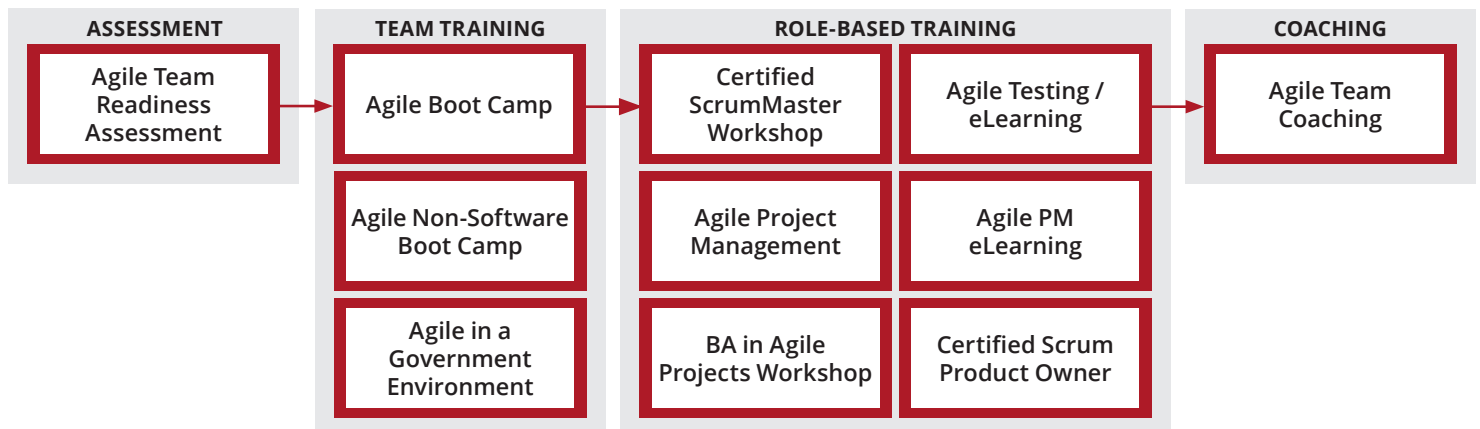 ASSESSMENT
Agile Team
Readiness
Assessment
TEAM TRAINING
Agile Boot Camp
Agile Non-Software
Boot Camp
Agile in a
Government
Environment
ROLE-BASED TRAINING
Certified
ScrumMaster
Workshop
Agile Testing /
eLearning
Agile Project
Management
Agile PM
eLearning
BA in Agile
Projects Workshop
Certified Scrum
Product Owner
COACHING
Agile Team
Coaching